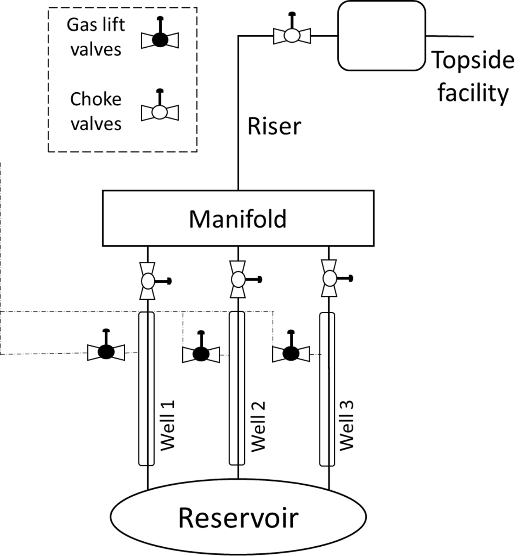 Gas lift
valves
Choke
valves
Topside
facility
Riser
Manifold
Well 1
Well 2
Well 3
Reservoir